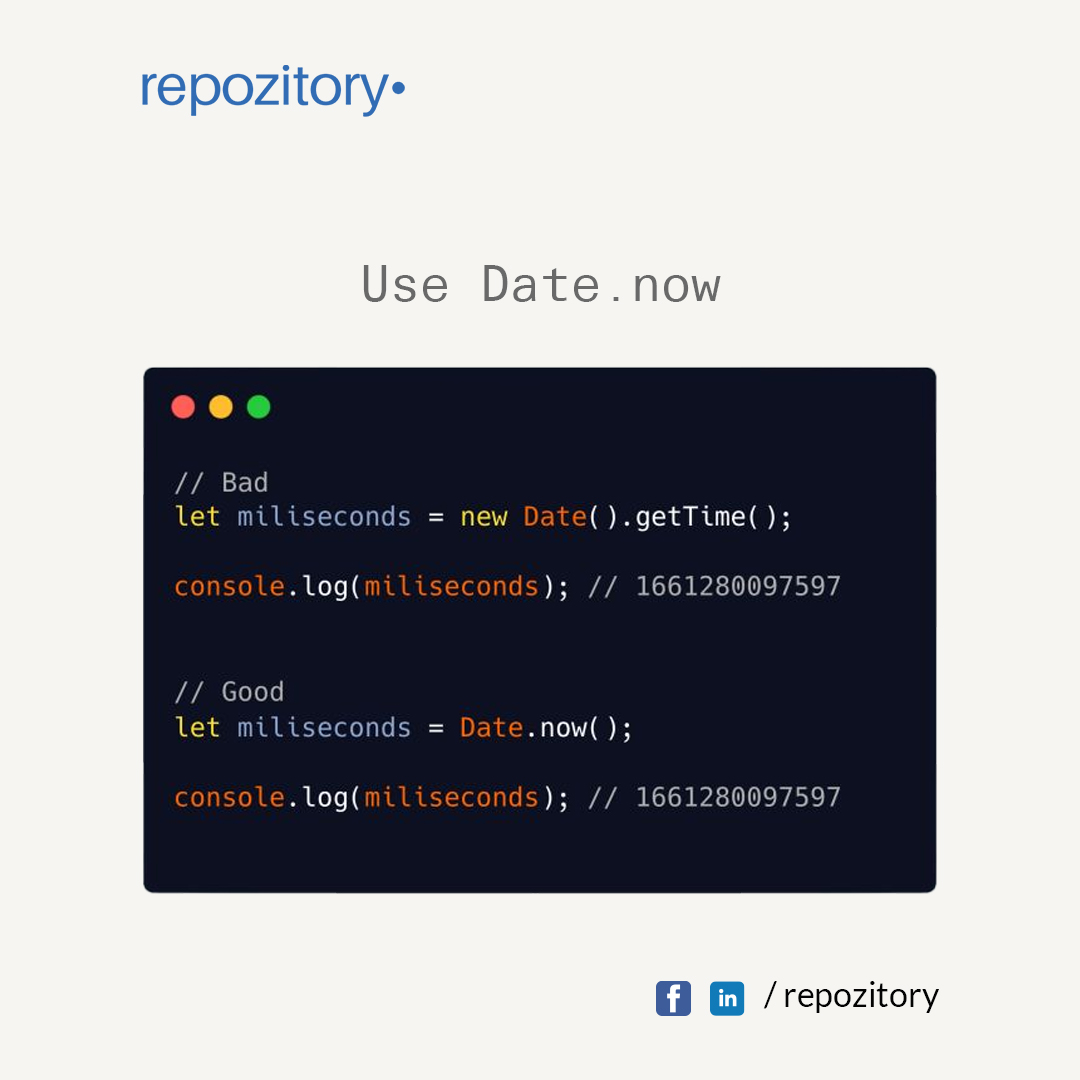 repozitory•
Use Date.now
// Bad
let miliseconds = new Date().getTime();
console.log(miliseconds); // 1661280097597
// Good
let miliseconds = Date.now();
console.log(miliseconds); // 1661280097597
f in / repozitory